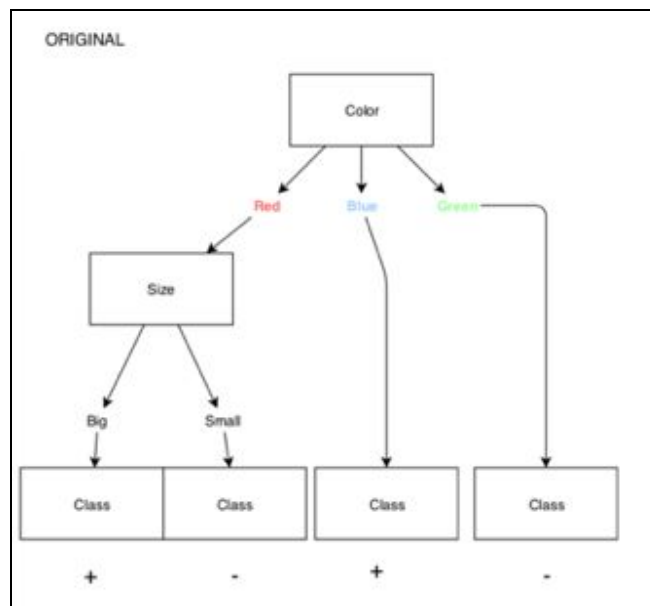 ORIGINAL
Color
Red Blue Green
Size
Big Small
Class Class Class Class
+ - + -